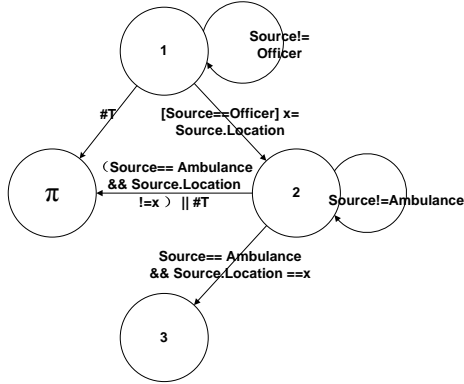 1
Source!=
Officer
#T
[Source==Officer] x=
Source.Location
π
（Source== Ambulance
&& Source.Location
!=x ） || #T
2
Source!=Ambulance
Source== Ambulance
&& Source.Location ==x
3